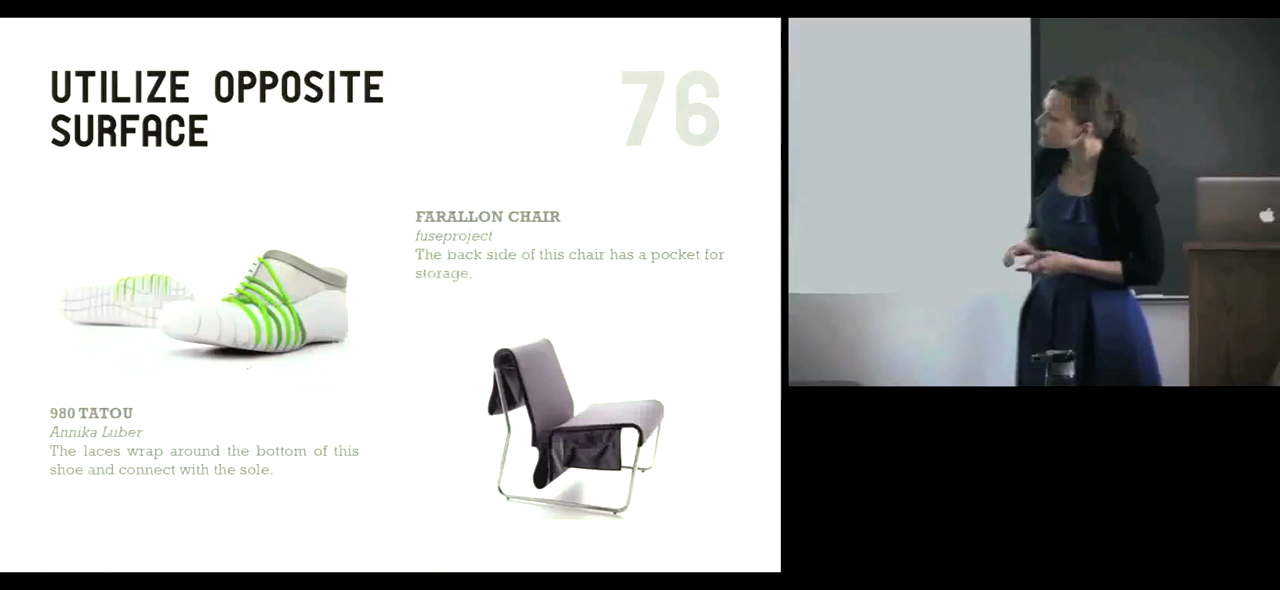 UTILIZE OPPOSITE
SURFACE
76
FARALLON CHAIR
fuseproject
The back side of this chair has a pocket for
storage.
980 TATOU
Annika Luber
The laces wrap around the bottom of this
shoe and connect with the sole.